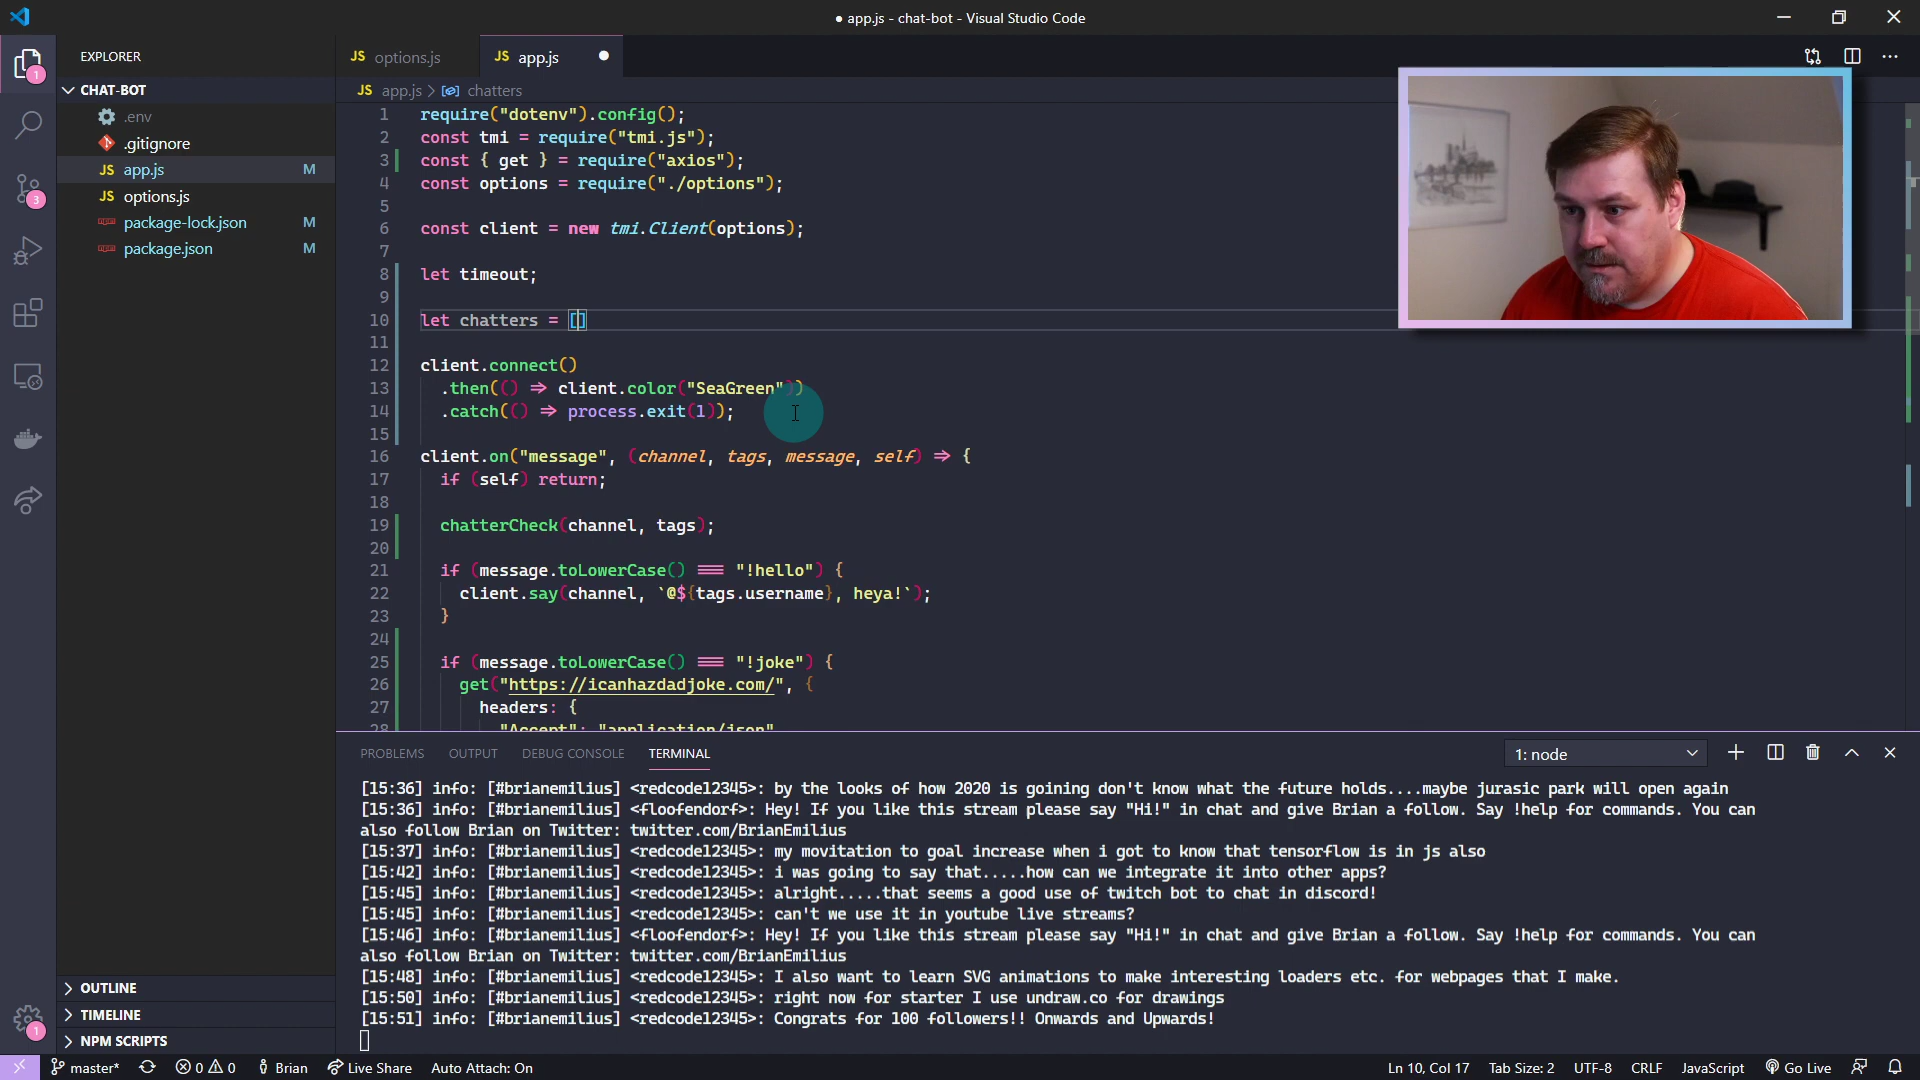 ● app.js - chat-bot - Visual Studio Code
EXPLORER
CHAT-BOT
.env
.gitignore
JS app.js M
JS options.js
package-lock.json M
package.json M
OUTLINE
TIMELINE
NPM SCRIPTS
1
3
1
JS options.js
JS app.js ●
JS app.js > chatters
1 require("dotenv").config();
2 const tmi = require("tmi.js");
3 const { get } = require("axios");
4 const options = require("./options");
5
6 const client = new tmi.Client(options);
7
8 let timeout;
9
10 let chatters = []
11
12 client.connect()
13 .then(() => client.color("SeaGreen"))
14 .catch(() => process.exit(1));
15
16 client.on("message", (channel, tags, message, self) => {
17 if (self) return;
18
19 chatterCheck(channel, tags);
20
21 if (message.toLowerCase() === "!hello") {
22 client.say(channel, `@${tags.username}, heya!`);
23 }
24
25 if (message.toLowerCase() === "!joke") {
26 get("https://icanhazdadjoke.com/", {
27 headers: {
28 "Accept": "application/json"
PROBLEMS OUTPUT DEBUG CONSOLE TERMINAL
1: node
[15:36] info: [#brianemilius] <redcode12345>: by the looks of how 2020 is goining don't know what the future holds....maybe jurasic park will open again
[15:36] info: [#brianemilius] <floofendorf>: Hey! If you like this stream please say "Hi!" in chat and give Brian a follow. Say !help for commands. You can
also follow Brian on Twitter: twitter.com/BrianEmilius
[15:37] info: [#brianemilius] <redcode12345>: my movitation to goal increase when i got to know that tensorflow is in js also
[15:42] info: [#brianemilius] <redcode12345>: i was going to say that.....how can we integrate it into other apps?
[15:45] info: [#brianemilius] <redcode12345>: alright.....that seems a good use of twitch bot to chat in discord!
[15:45] info: [#brianemilius] <redcode12345>: can't we use it in youtube live streams?
[15:46] info: [#brianemilius] <floofendorf>: Hey! If you like this stream please say "Hi!" in chat and give Brian a follow. Say !help for commands. You can
also follow Brian on Twitter: twitter.com/BrianEmilius
[15:48] info: [#brianemilius] <redcode12345>: I also want to learn SVG animations to make interesting loaders etc. for webpages that I make.
[15:50] info: [#brianemilius] <redcode12345>: right now for starter I use undraw.co for drawings
[15:51] info: [#brianemilius] <redcode12345>: Congrats for 100 followers!! Onwards and Upwards!
master* 0 0 Brian Live Share Auto Attach: On Ln 10, Col 17 Tab Size: 2 UTF-8 CRLF JavaScript Go Live